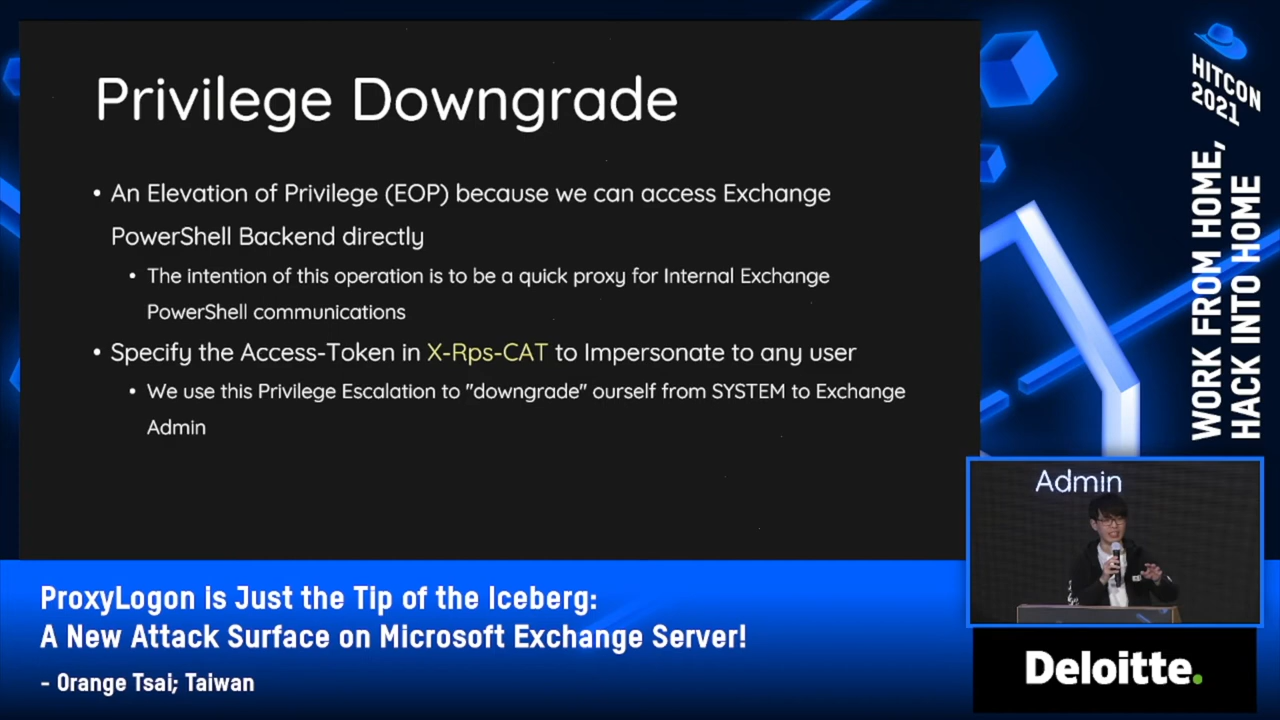 Privilege Downgrade
• An Elevation of Privilege (EOP) because we can access Exchange
PowerShell Backend directly
• The intention of this operation is to be a quick proxy for Internal Exchange
PowerShell communications
• Specify the Access-Token in X-Rps-CAT to Impersonate to any user
• We use this Privilege Escalation to "downgrade" ourself from SYSTEM to Exchange
Admin
HITCON
2021
WORK FROM HOME,
HACK INTO HOME
Admin
ProxyLogon is Just the Tip of the Iceberg:
A New Attack Surface on Microsoft Exchange Server!
- Orange Tsai; Taiwan
Deloitte.